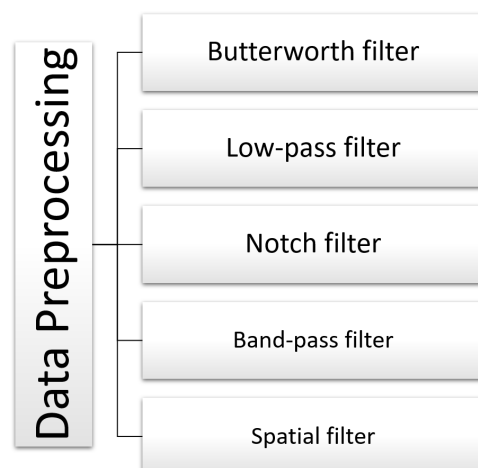 Data Preprocessing
Butterworth filter
Low-pass filter
Notch filter
Band-pass filter
Spatial filter